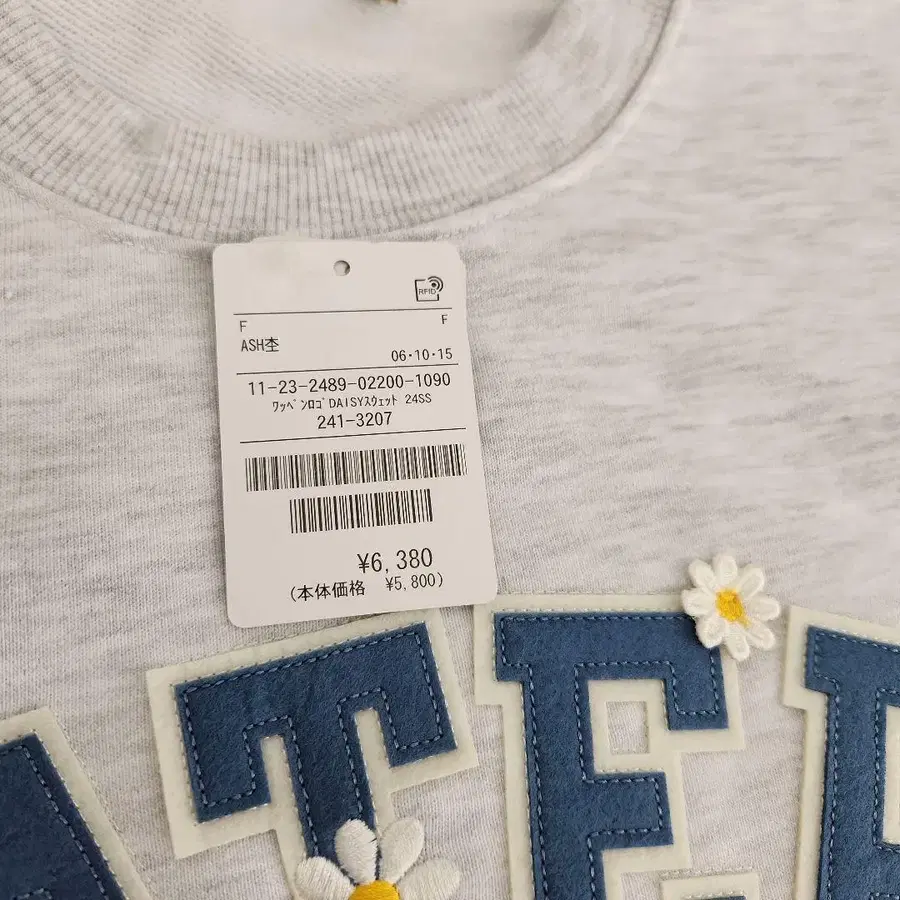 RFID
F F
ASH杢
06・10・15
11-23-2489-02200-1090
ﾜｯﾍﾟﾝﾛｺﾞDAISYｽｳｪｯﾄ 24SS
241-3207
¥6,380
(本体価格 ¥5,800)
ATE